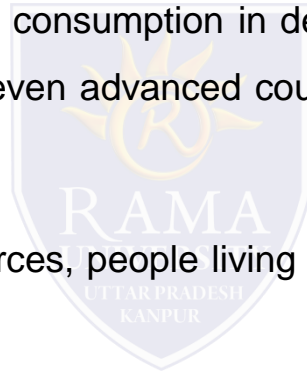 consumption in de
even advanced cou
rces, people living
RAMA
UNIVERSITY
UTTAR PRADESH
KANPUR